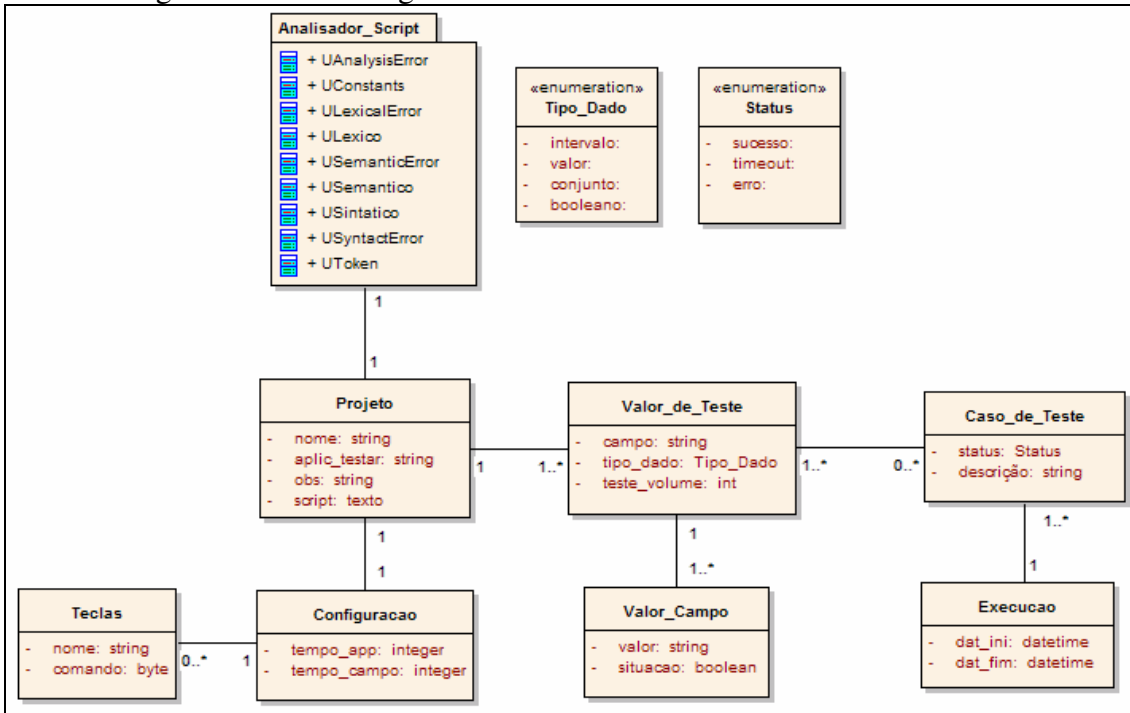 Analisador_Script
+ UAnalysisError
+ UConstants
+ ULexicalError
+ ULexico
+ USemanticError
+ USemantico
+ USintatico
+ USyntactError
+ UToken
«enumeration»
Tipo_Dado
- intervalo:
- valor:
- conjunto:
- booleano:
«enumeration»
Status
- sucesso:
- timeout:
- erro:
1
1
Projeto
- nome: string
- aplic_testar: string
- obs: string
- script: texto
1
1..*
Valor_de_Teste
- campo: string
- tipo_dado: Tipo_Dado
- teste_volume: int
1..*
0..*
Caso_de_Teste
- status: Status
- descrição: string
1
1
1
1..*
1..*
1
Teclas
- nome: string
- comando: byte
0..*
1
Configuracao
- tempo_app: integer
- tempo_campo: integer
Valor_Campo
- valor: string
- situacao: boolean
Execucao
- dat_ini: datetime
- dat_fim: datetime